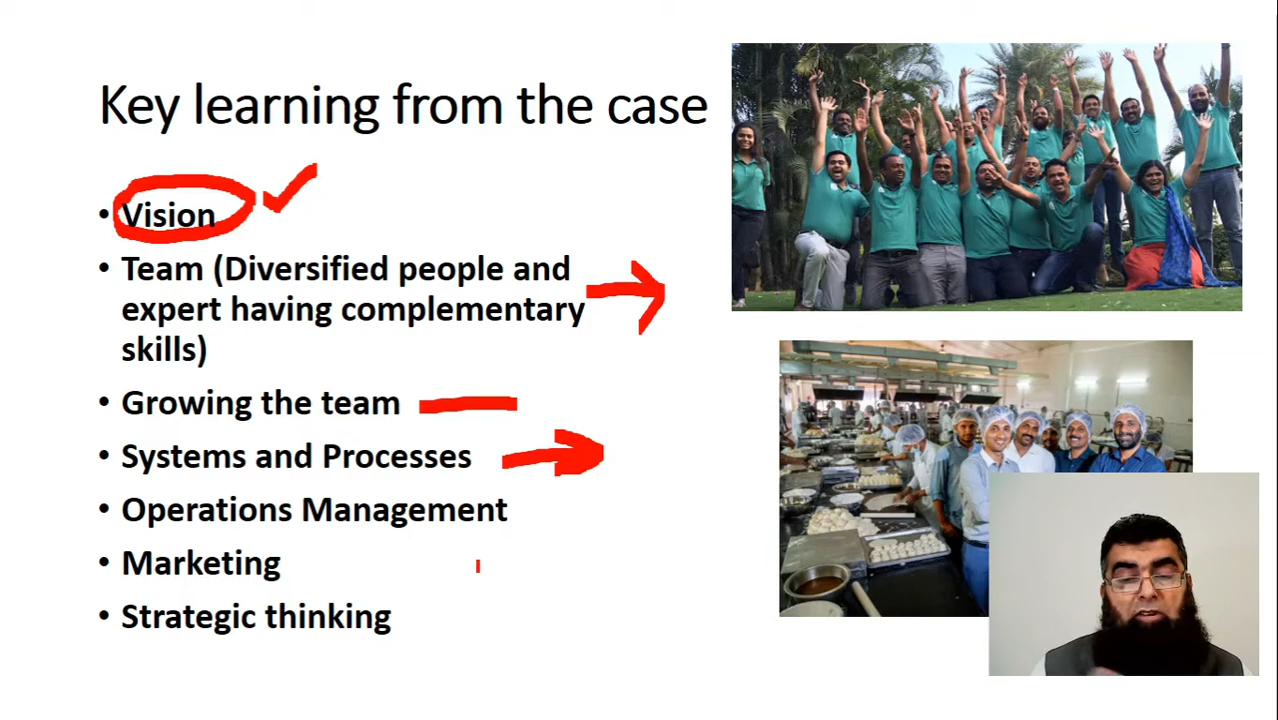 Key learning from the case
• Vision
• Team (Diversified people and
expert having complementary
skills)
• Growing the team
• Systems and Processes
• Operations Management
• Marketing
• Strategic thinking